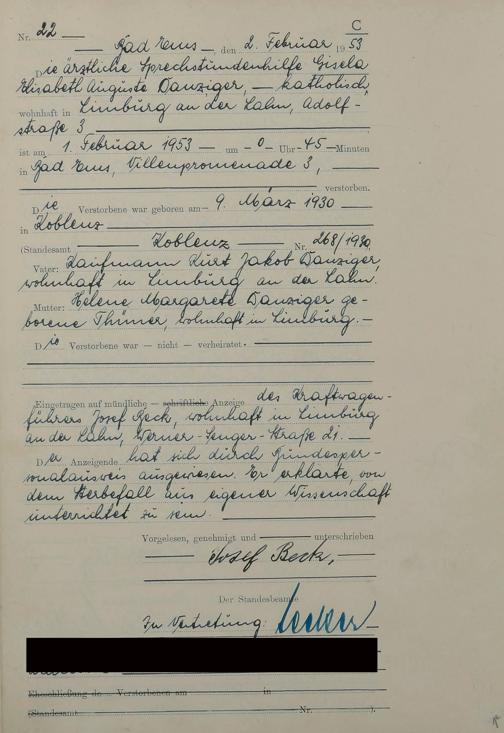 C
Nr. 22
Bad Ems, den 2. Februar 1953
Die ärztliche Sprechstundenhilfe Gisela
Elisabeth Auguste Danziger, — katholisch,
wohnhaft in Limburg an der Lahn, Adolf-
straße 3
ist am 1. Februar 1953 — um — 0 — Uhr — 45 — Minuten
in Bad Ems, Villenpromenade 3, —
verstorben.
Die Verstorbene war geboren am 9. März 1930
in Koblenz
(Standesamt Koblenz — Nr. 268/1930)
Vater: Kaufmann Kurt Jakob Danziger,
wohnhaft in Limburg an der Lahn.
Mutter: Helene Margarete Danziger ge-
borene Thümer, wohnhaft in Limburg. —
Die Verstorbene war — nicht — verheiratet.
Eingetragen auf mündliche — schriftliche Anzeige des Kraftwagen-
führers Josef Beck, wohnhaft in Limburg
an der Lahn, Werner-Senger-Straße 21. —
Der Anzeigende hat sich durch Bundesper-
sonalausweis ausgewiesen. Er erklärte, von
dem Sterbefall aus eigener Wissenschaft
unterrichtet zu sein.
Vorgelesen, genehmigt und — unterschrieben
Josef Beck,
Der Standesbeamte
In Vertretung:
Eheschließung de Verstorbenen am in
(Standesamt Nr. ).